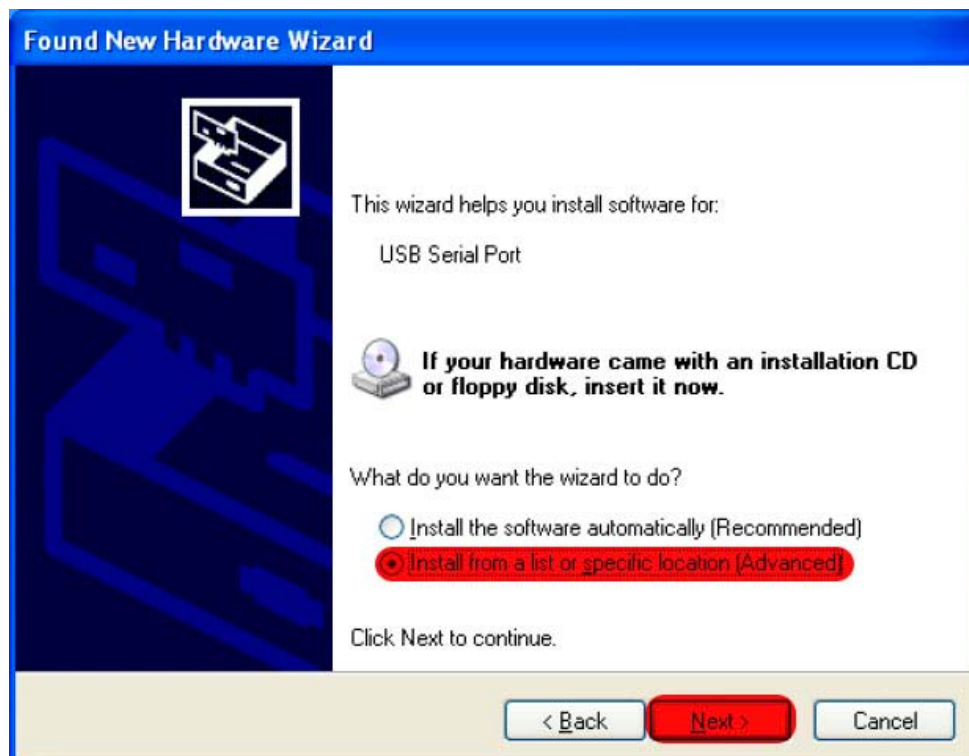 Found New Hardware Wizard
This wizard helps you install software for:
USB Serial Port
If your hardware came with an installation CD
or floppy disk, insert it now.
What do you want the wizard to do?
Install the software automatically (Recommended)
Install from a list or specific location (Advanced)
Click Next to continue.
< Back
Next >
Cancel